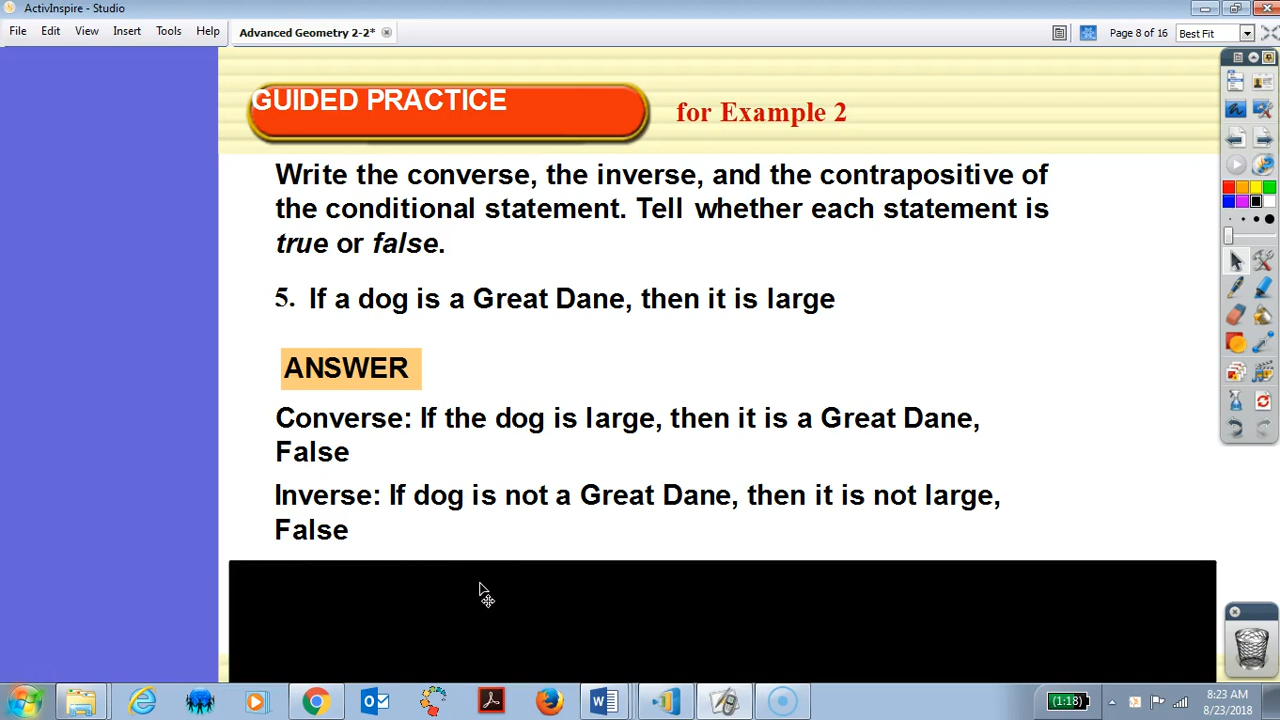 ActivInspire - Studio
File Edit View Insert Tools Help
Advanced Geometry 2-2*
Page 8 of 16
Best Fit
GUIDED PRACTICE
for Example 2
Write the converse, the inverse, and the contrapositive of
the conditional statement. Tell whether each statement is
true or false.
5. If a dog is a Great Dane, then it is large
ANSWER
Converse: If the dog is large, then it is a Great Dane,
False
Inverse: If dog is not a Great Dane, then it is not large,
False
(1:18)
8:23 AM
8/23/2018